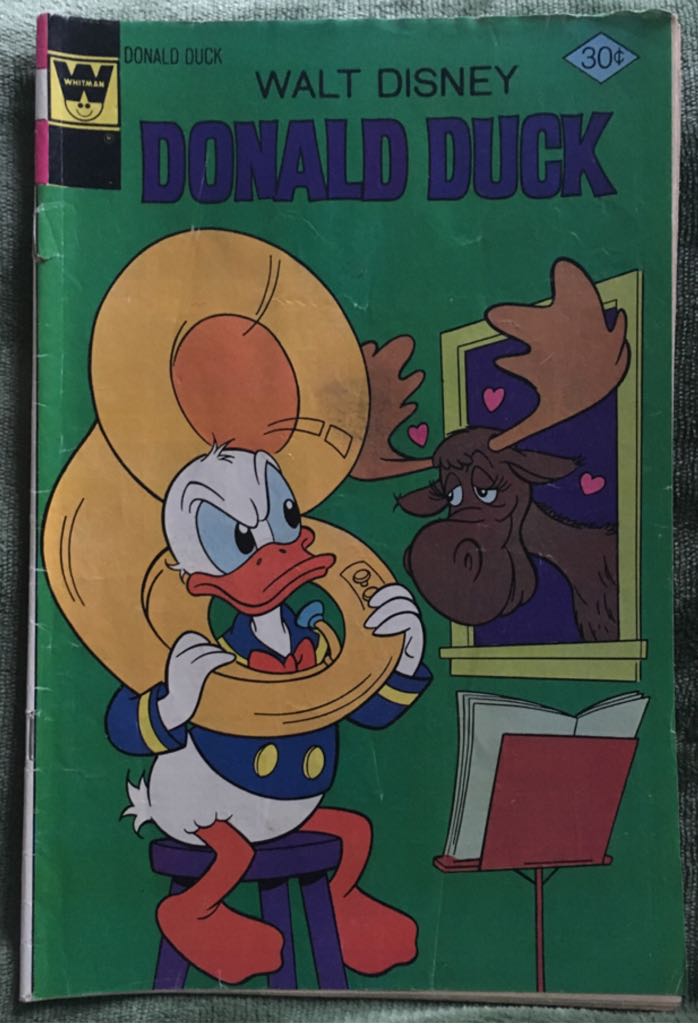 WHITMAN
DONALD DUCK
30¢
WALT DISNEY
DONALD DUCK